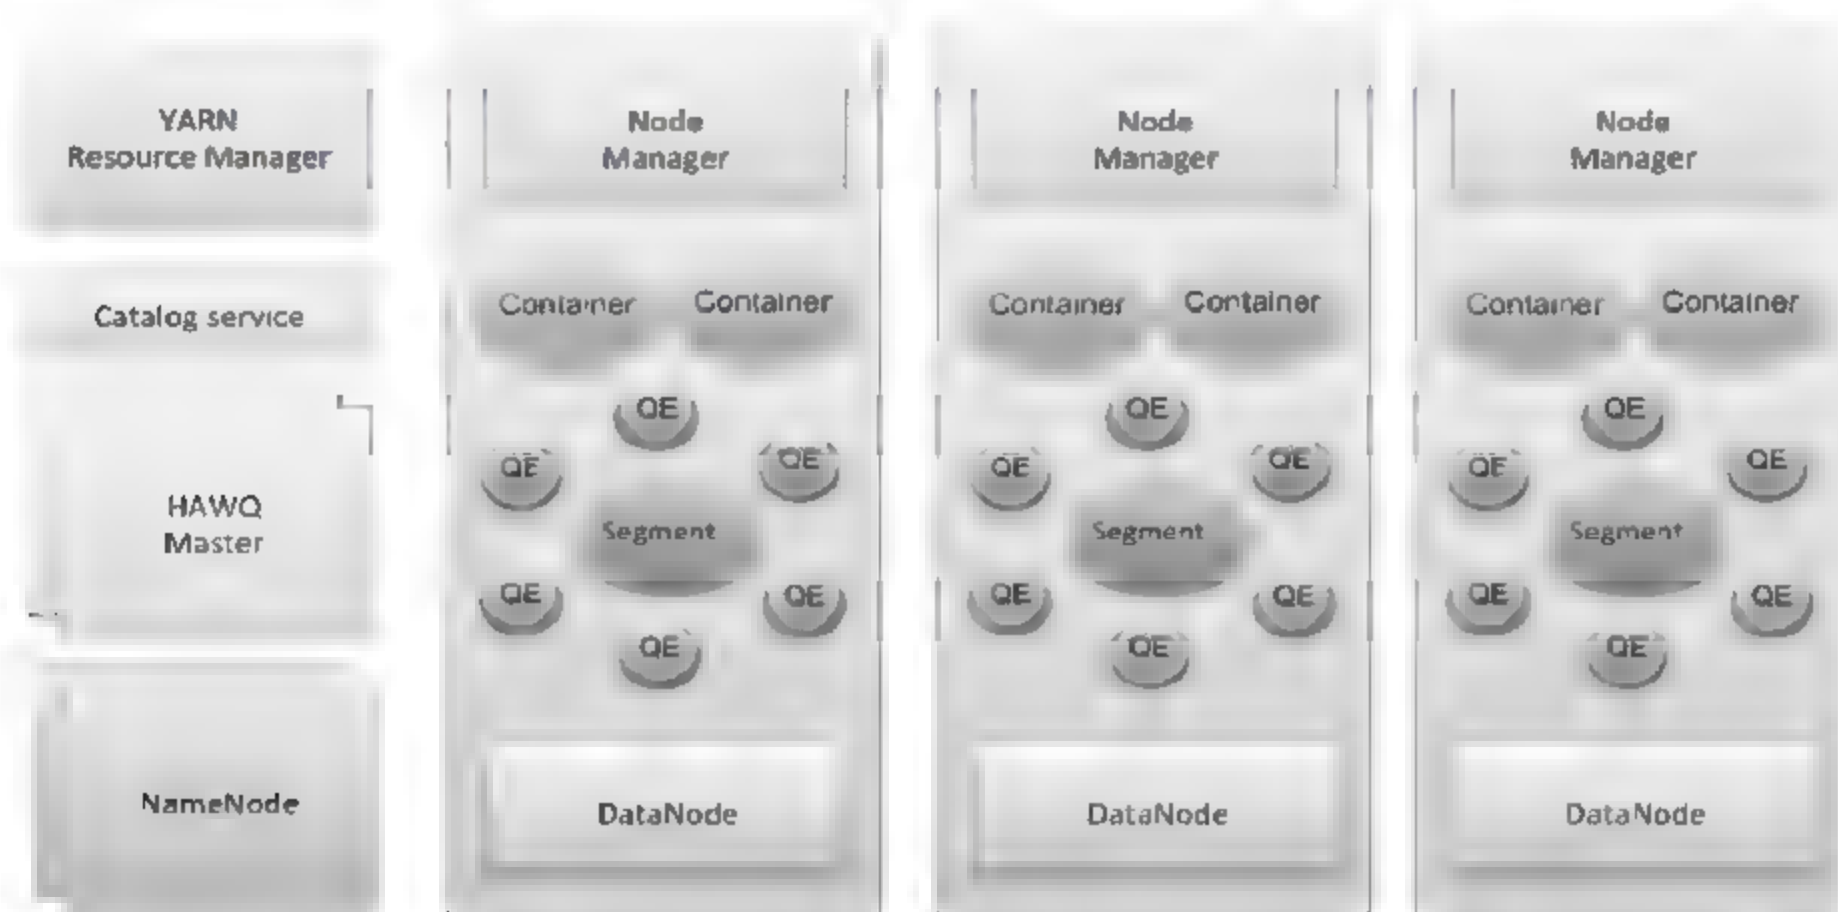 YARN
Resource Manager
Catalog service
HAWQ
Master
NameNode
Node
Manager
Container
Container
QE
QE
QE
Segment
QE
QE
QE
DataNode
Node
Manager
Container
Container
QE
QE
QE
Segment
QE
QE
QE
DataNode
Node
Manager
Container
Container
QE
QE
QE
Segment
QE
QE
QE
DataNode